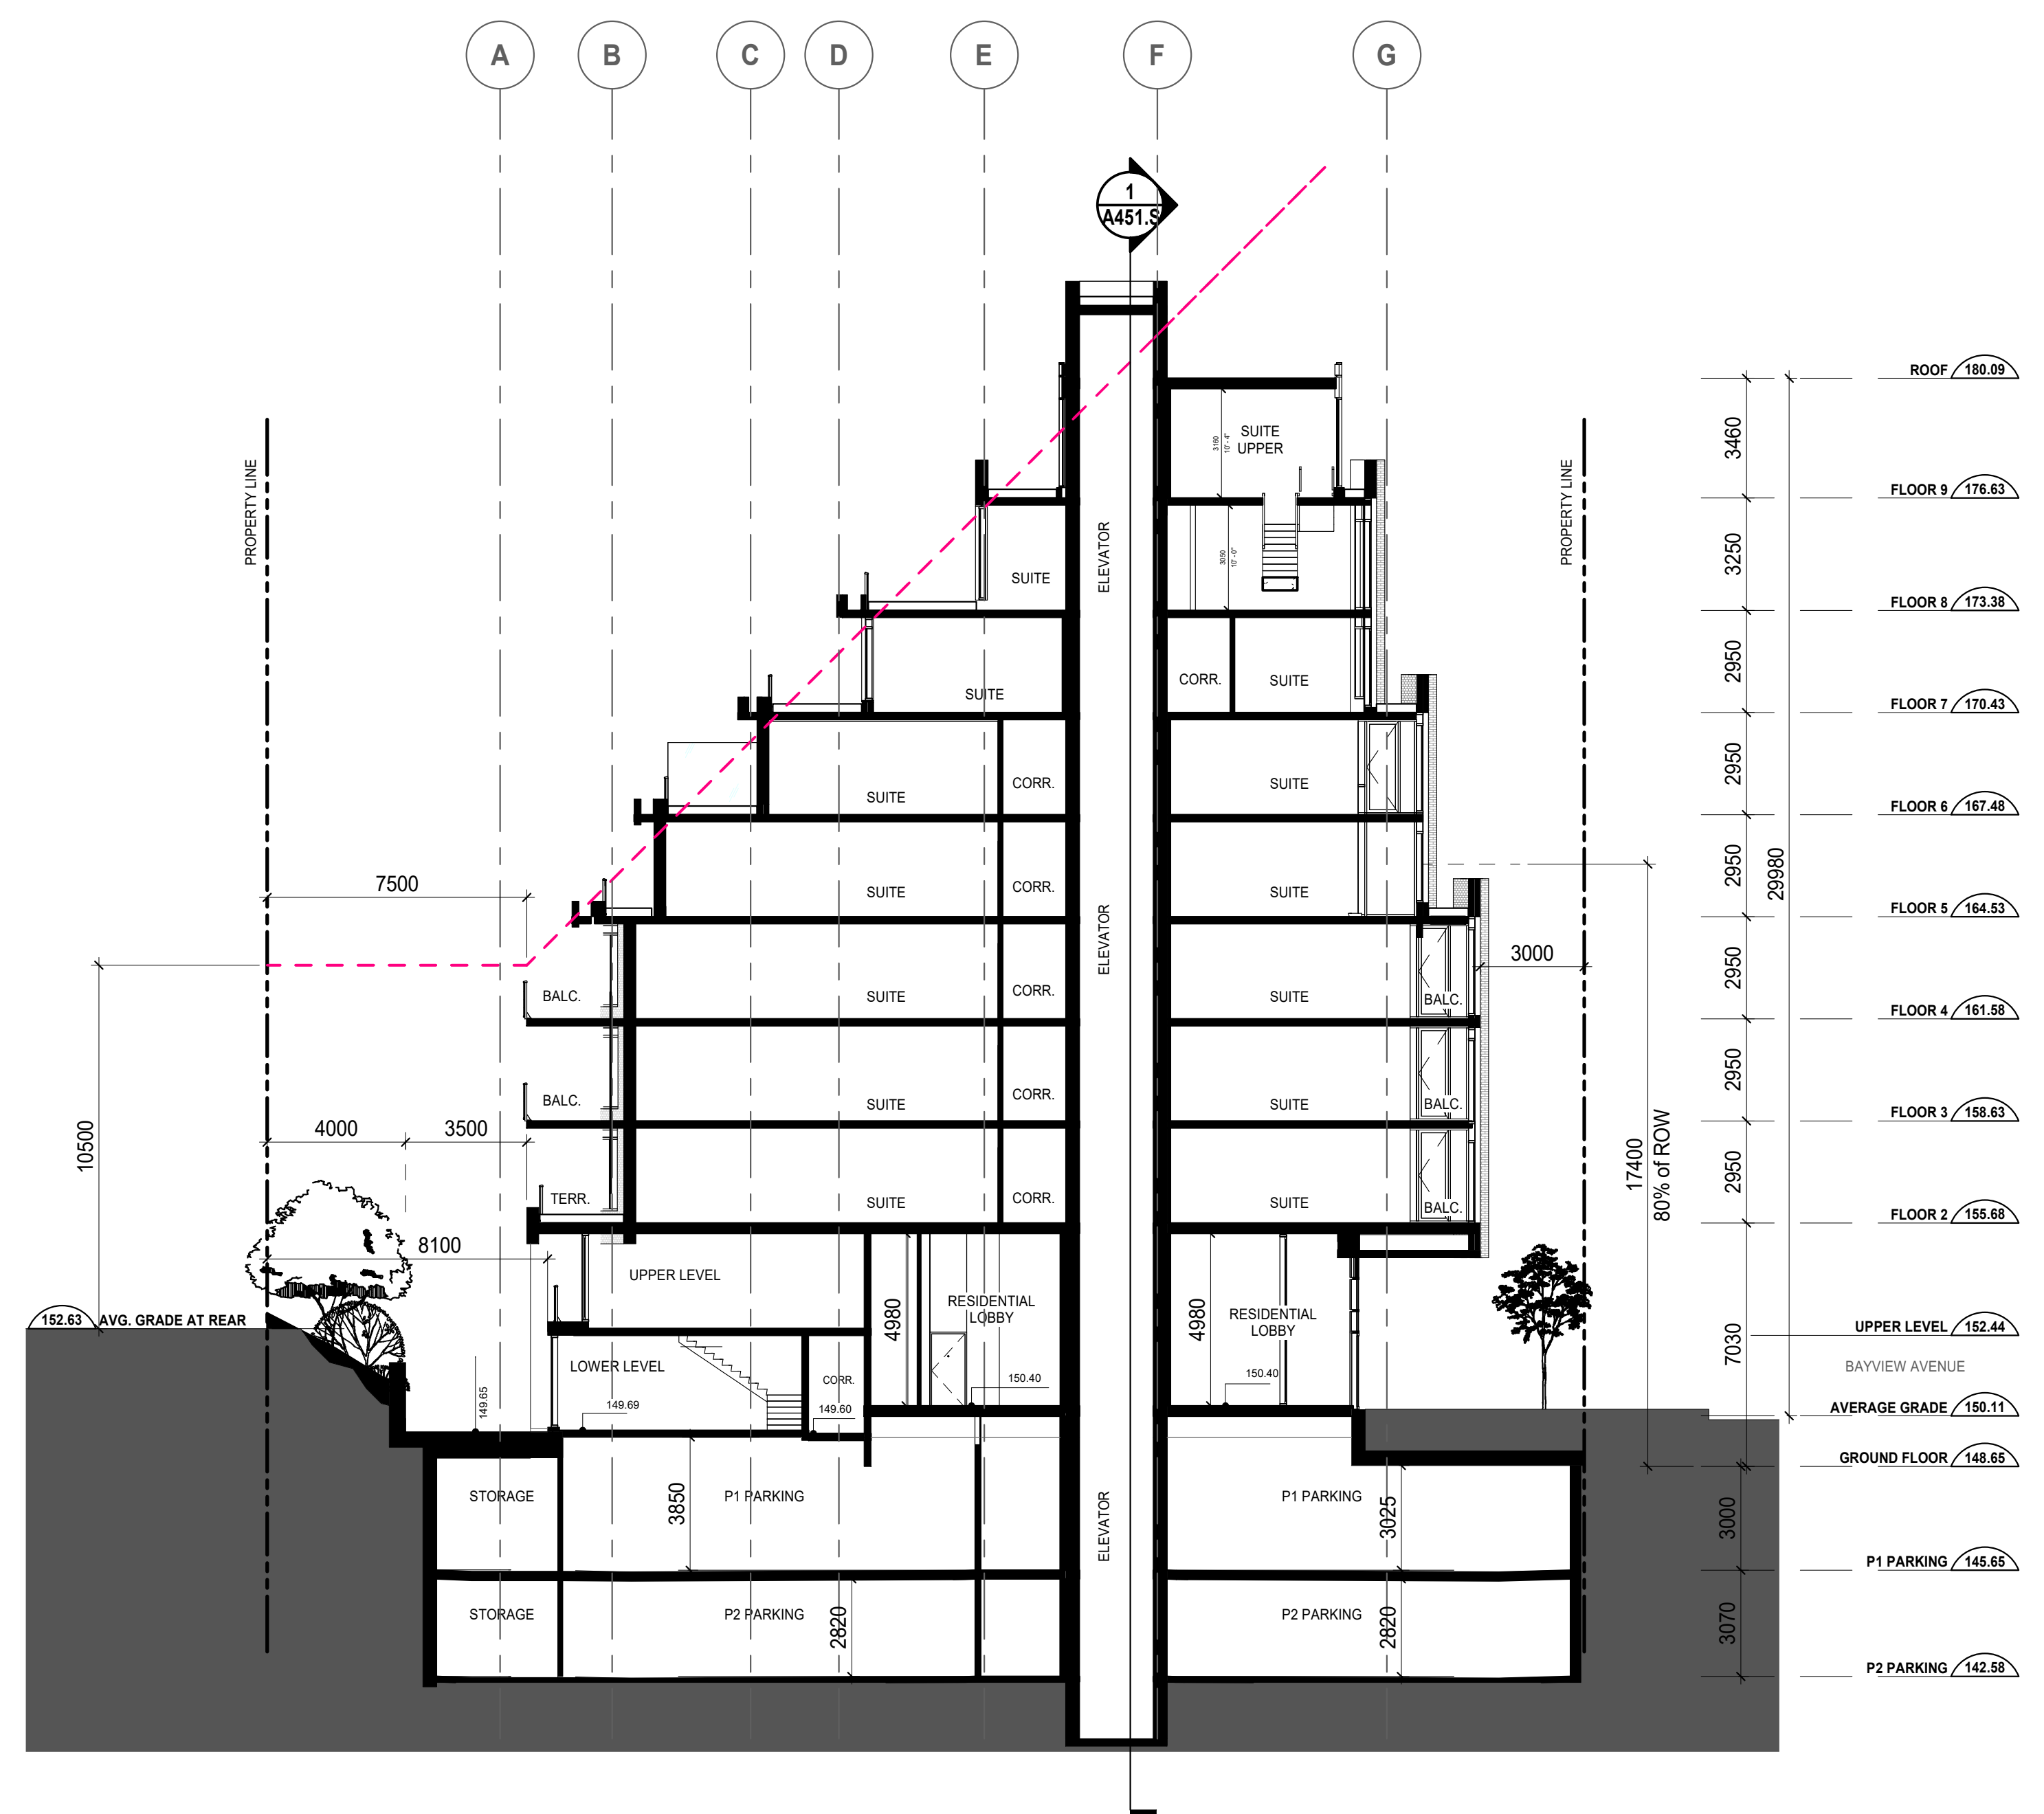 A B C D E F G
1
A451.S
ROOF 180.09
3460
SUITE
UPPER
3160
10'- 4"
PROPERTY LINE
PROPERTY LINE
FLOOR 9 176.63
ELEVATOR
3050
10'- 0"
3250
SUITE
FLOOR 8 173.38
2950
SUITE
CORR.
SUITE
FLOOR 7 170.43
2950
SUITE
CORR.
SUITE
FLOOR 6 167.48
7500
SUITE
CORR.
SUITE
2950
29980
FLOOR 5 164.53
ELEVATOR
3000
2950
BALC.
SUITE
CORR.
SUITE
BALC.
FLOOR 4 161.58
2950
BALC.
SUITE
CORR.
SUITE
BALC.
FLOOR 3 158.63
10500
4000
3500
17400
80% of ROW
2950
TERR.
SUITE
CORR.
SUITE
BALC.
FLOOR 2 155.68
8100
UPPER LEVEL
4980
RESIDENTIAL
LOBBY
4980
RESIDENTIAL
LOBBY
152.63 AVG. GRADE AT REAR
7030
UPPER LEVEL 152.44
BAYVIEW AVENUE
LOWER LEVEL
CORR.
150.40
150.40
149.65
149.69
149.60
AVERAGE GRADE 150.11
GROUND FLOOR 148.65
STORAGE
3850
P1 PARKING
ELEVATOR
P1 PARKING
3025
3000
P1 PARKING 145.65
STORAGE
P2 PARKING
2820
P2 PARKING
2820
3070
P2 PARKING 142.58